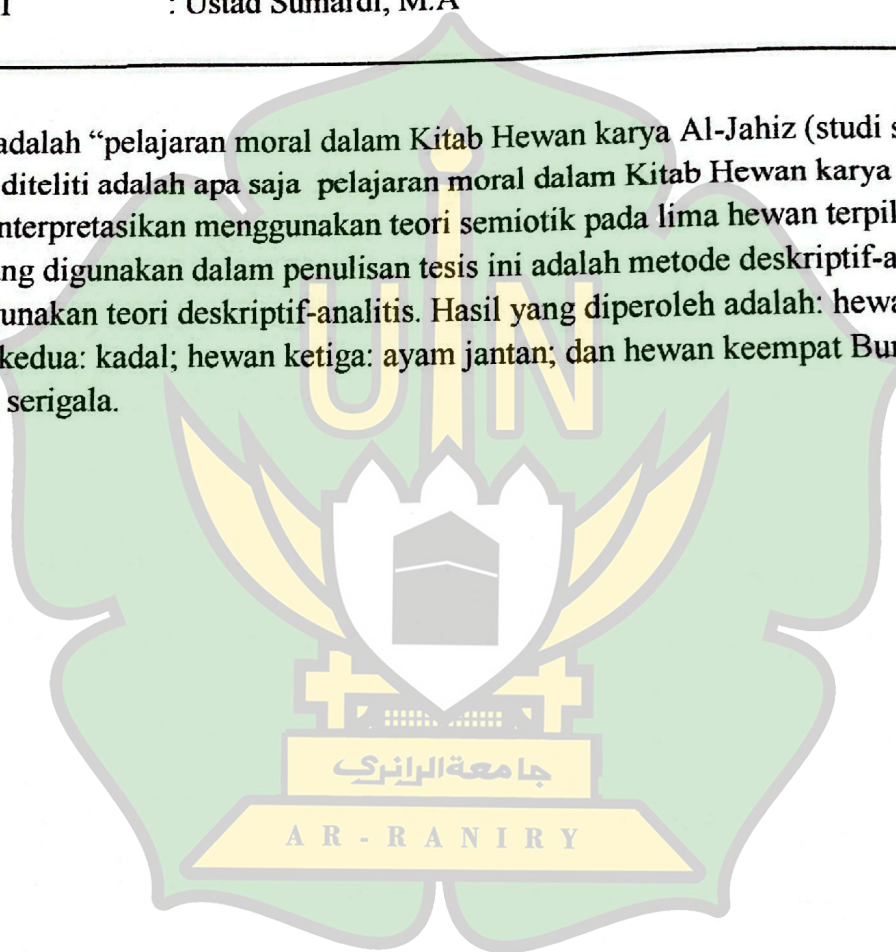 : Ustad Sumardi, M.A
adalah “pelajaran moral dalam Kitab Hewan karya Al-Jahiz (studi s
diteliti adalah apa saja pelajaran moral dalam Kitab Hewan karya
nterpretasikan menggunakan teori semiotik pada lima hewan terpil
ng digunakan dalam penulisan tesis ini adalah metode deskriptif-a
unakan teori deskriptif-analitis. Hasil yang diperoleh adalah: hewa
kedua: kadal; hewan ketiga: ayam jantan; dan hewan keempat Bur
serigala.
UIN
جامعة الرانري
AR-RANIRY